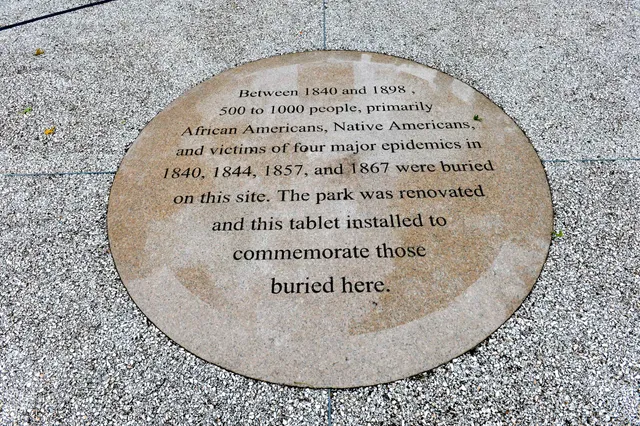 Between 1840 and 1898 ,
500 to 1000 people, primarily
African Americans, Native Americans,
and victims of four major epidemics in
1840, 1844, 1857, and 1867 were buried
on this site. The park was renovated
and this tablet installed to
commemorate those
buried here.